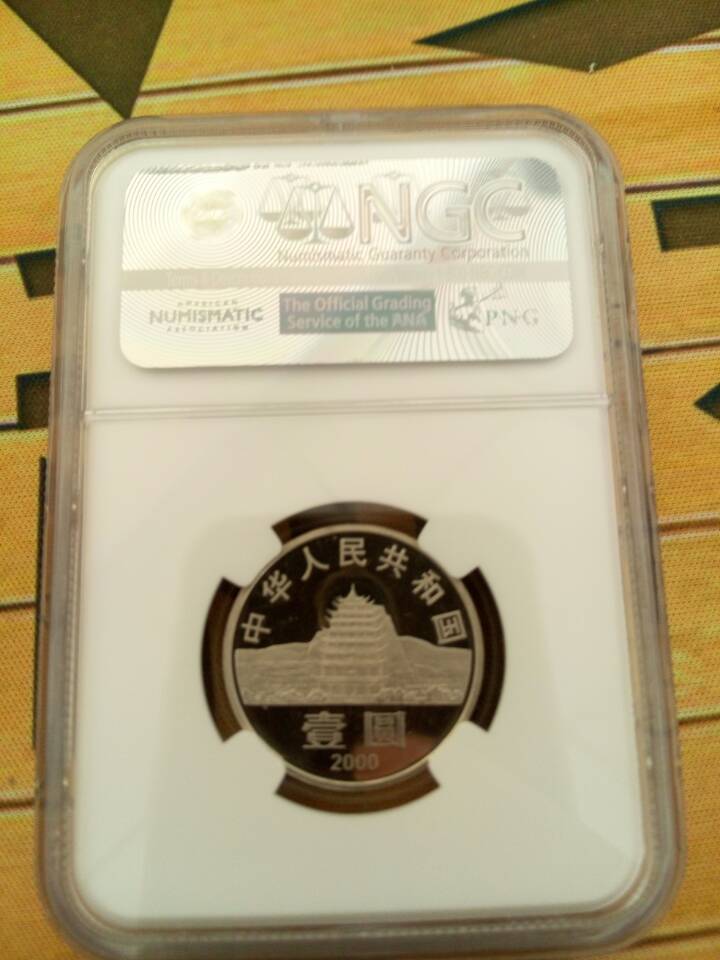 NGC
Numismatic Guaranty Corporation
AMERICAN
NUMISMATIC
ASSOCIATION
The Official Grading
Service of the ANA
PNG
中华人民共和国
壹圆
2000